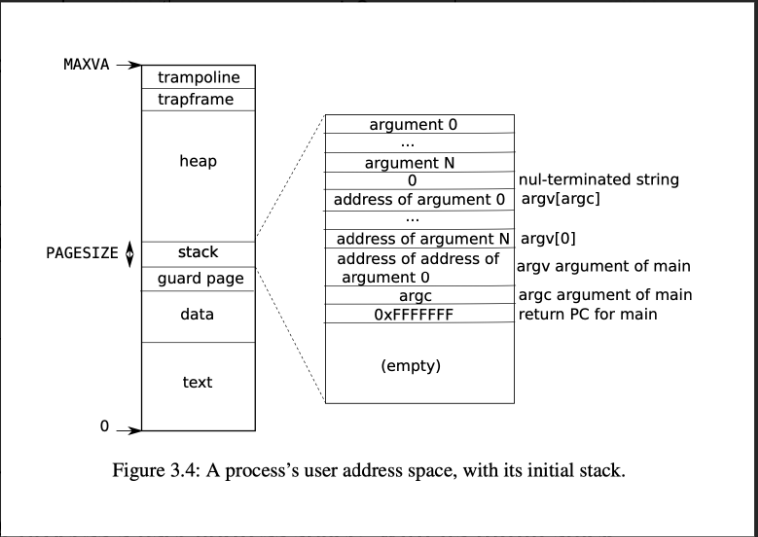 MAXVA
trampoline
trapframe
heap
PAGESIZE
stack
guard page
data
text
0
argument 0
...
argument N
0
nul-terminated string
address of argument 0
argv[argc]
...
address of argument N
argv[0]
address of address of
argument 0
argv argument of main
argc
argc argument of main
0xFFFFFFF
return PC for main
(empty)
Figure 3.4: A process's user address space, with its initial stack.